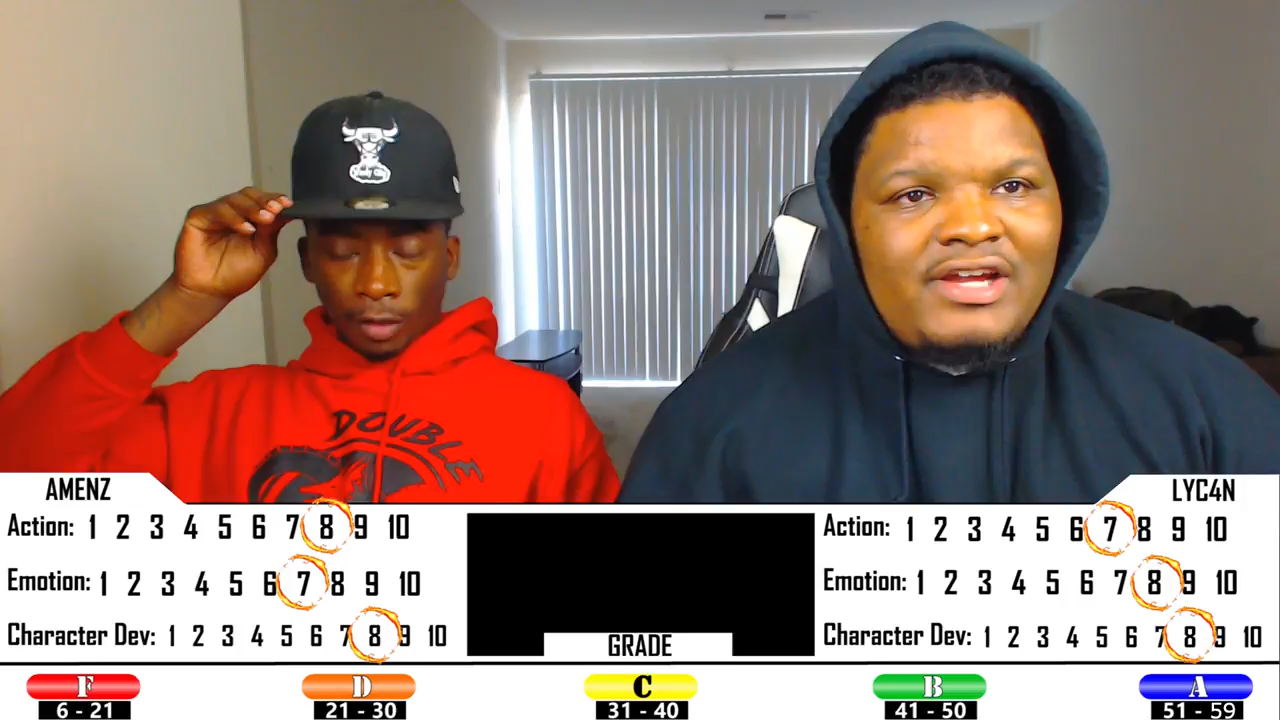 Windy City
DOUBLE
AMENZ
Action: 1 2 3 4 5 6 7 8 9 10
Emotion: 1 2 3 4 5 6 7 8 9 10
Character Dev: 1 2 3 4 5 6 7 8 9 10
GRADE
LYC4N
Action: 1 2 3 4 5 6 7 8 9 10
Emotion: 1 2 3 4 5 6 7 8 9 10
Character Dev: 1 2 3 4 5 6 7 8 9 10
F
6 - 21
D
21 - 30
C
31 - 40
B
41 - 50
A
51 - 59